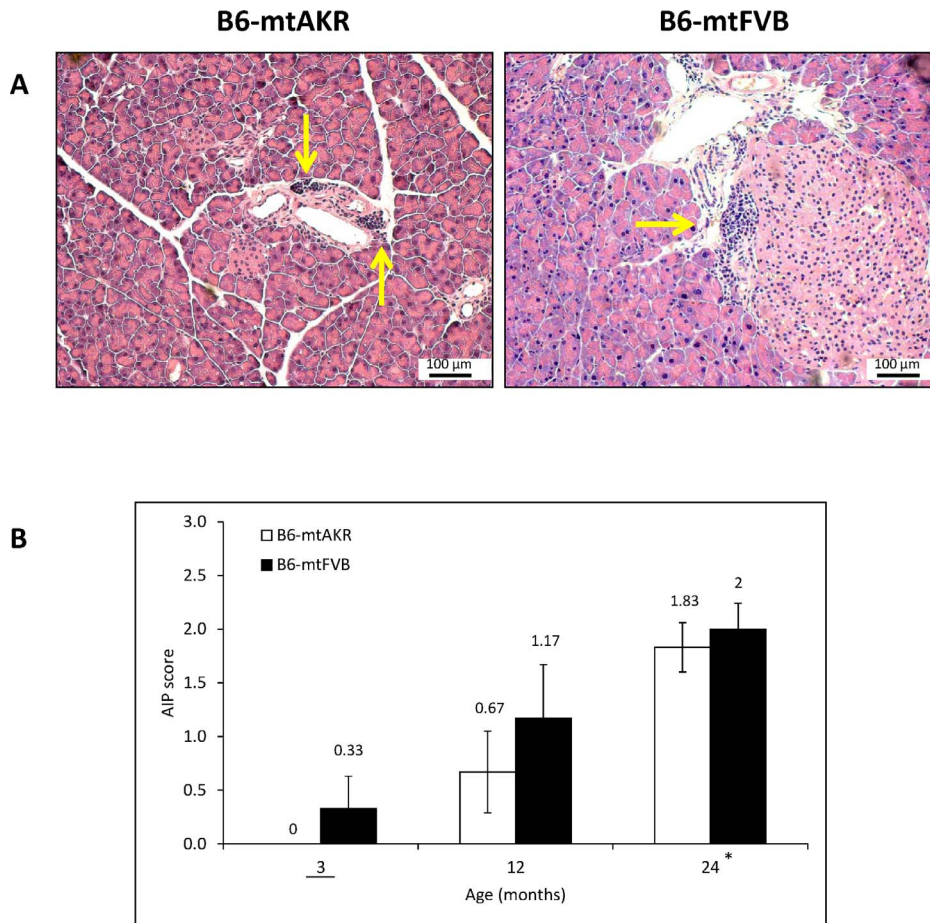 B6-mtAKR B6-mtFVB
A
100 µm 100 µm
B
3.0
B6-mtAKR
B6-mtFVB
2.5
2
1.83
2.0
AIP score
1.5
1.17
1.0
0.67
0.5
0.33
0
0.0
3 12 24*
Age (months)